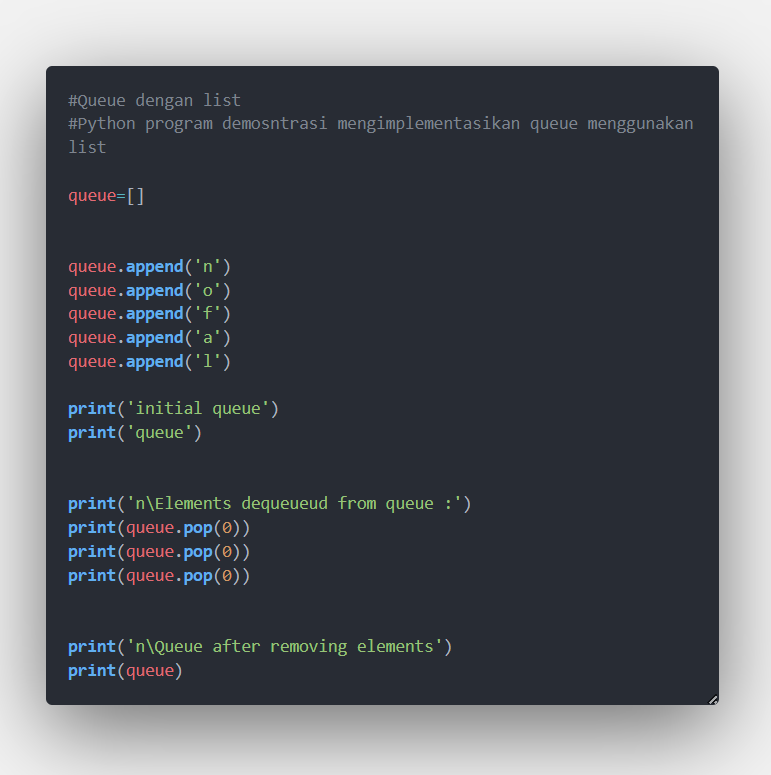 #Queue dengan list
#Python program demosntrasi mengimplementasikan queue menggunakan
list
queue=[]
queue.append('n')
queue.append('o')
queue.append('f')
queue.append('a')
queue.append('l')
print('initial queue')
print('queue')
print('n\Elements dequeueud from queue :')
print(queue.pop(0))
print(queue.pop(0))
print(queue.pop(0))
print('n\Queue after removing elements')
print(queue)